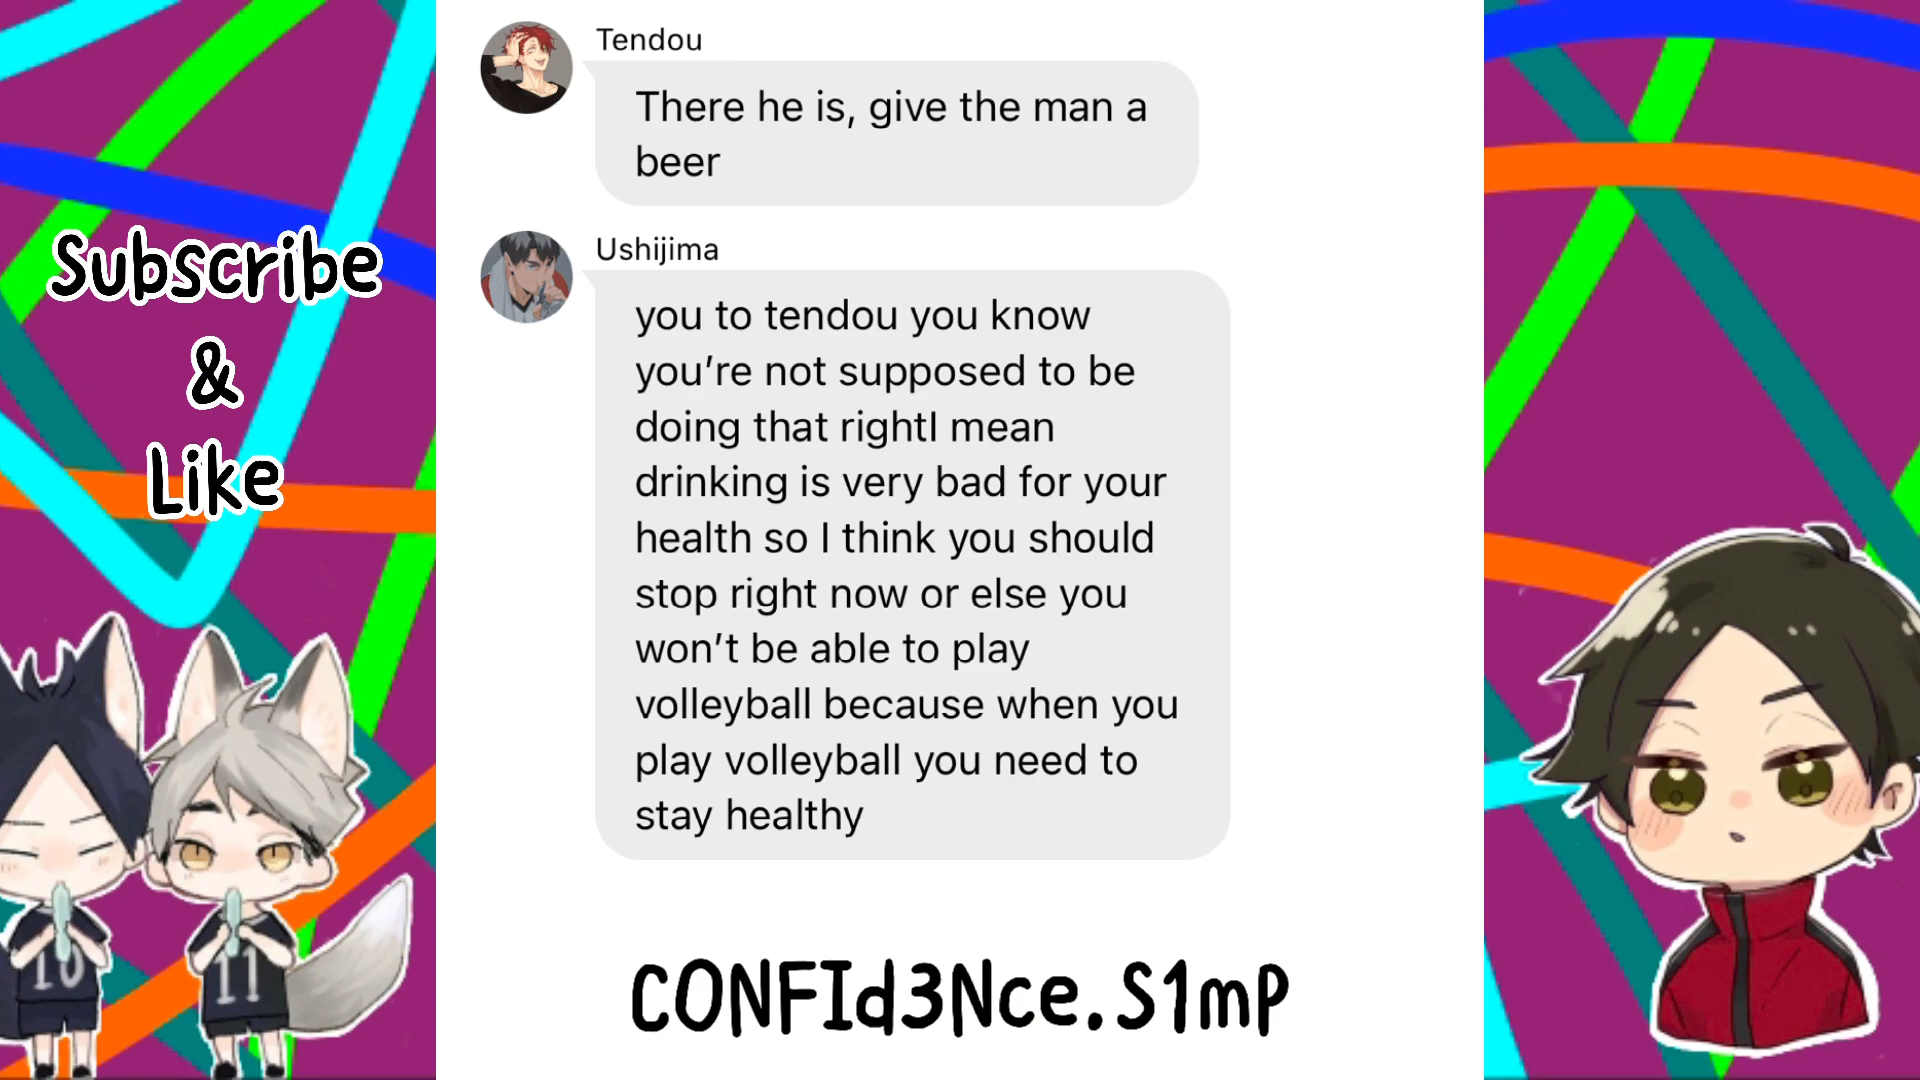 Tendou
There he is, give the man a
beer
Ushijima
you to tendou you know
you're not supposed to be
doing that rightI mean
drinking is very bad for your
health so I think you should
stop right now or else you
won't be able to play
volleyball because when you
play volleyball you need to
stay healthy
Subscribe
&
Like
10
11
CONFId3Nce.S1mP